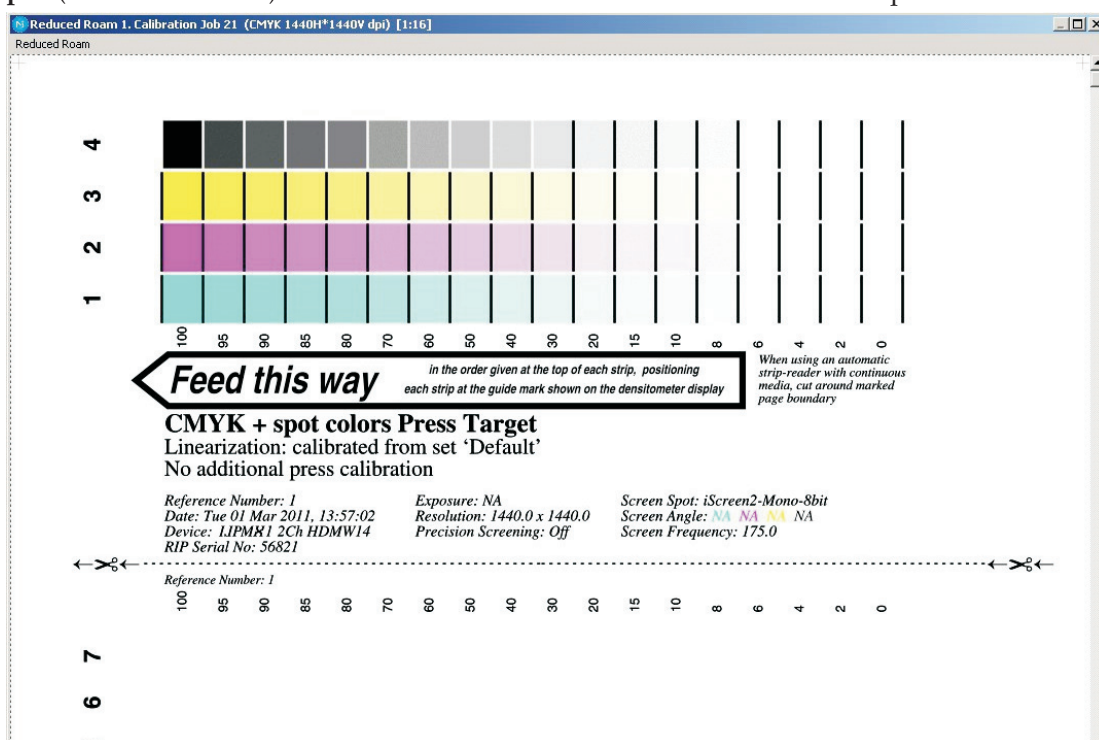 Reduced Roam 1. Calibration Job 21 (CMYK 1440H*1440V dpi) [1:16]
Reduced Roam
4
3
2
1
100 95 90 85 80 70 60 50 40 30 20 15 10 8 6 4 2 0
Feed this way
in the order given at the top of each strip, positioning
each strip at the guide mark shown on the densitometer display
When using an automatic
strip-reader with continuous
media, cut around marked
page boundary
CMYK + spot colors Press Target
Linearization: calibrated from set ‘Default’
No additional press calibration
Reference Number: 1
Date: Tue 01 Mar 2011, 13:57:02
Device: 2Ch HDMW14
RIP Serial No: 56821
Exposure: NA
Resolution: 1440.0 x 1440.0
Precision Screening: Off
Screen Spot: iScreen2-Mono-8bit
Screen Angle: NA NA NA NA
Screen Frequency: 175.0
Reference Number: 1
100 95 90 85 80 70 60 50 40 30 20 15 10 8 6 4 2 0
7
6